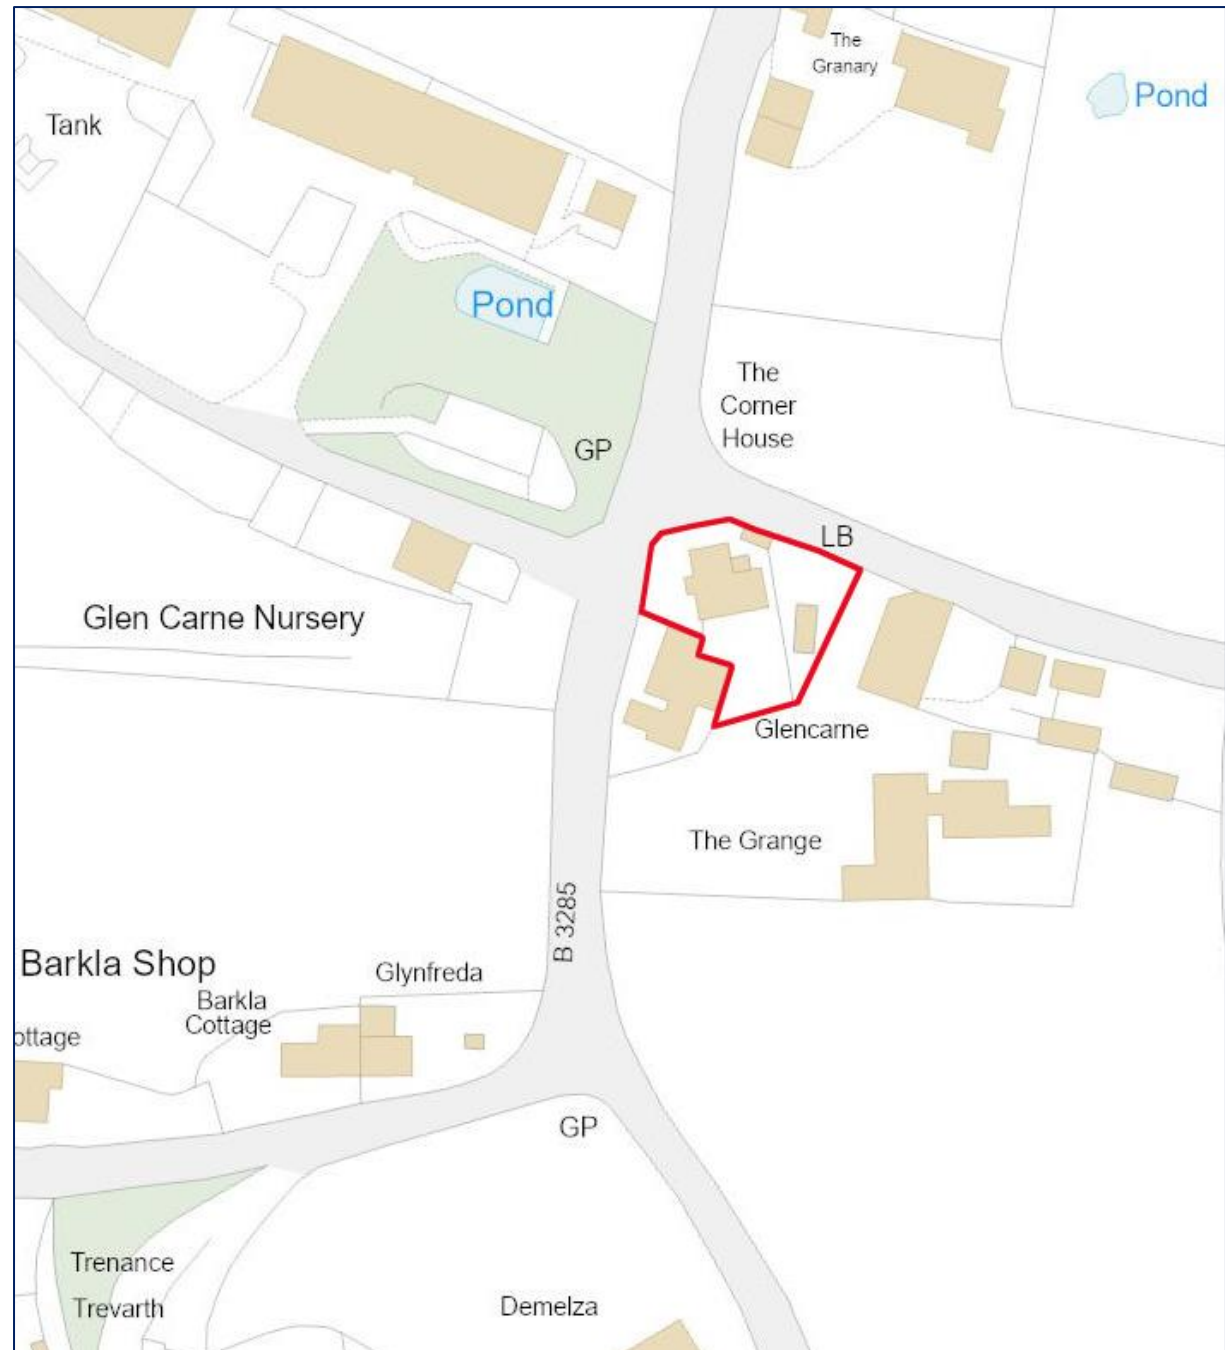 The
Granary
Pond
Tank
Pond
The
Corner
House
GP
LB
Glen Carne Nursery
Glencarne
The Grange
B 3285
Barkla Shop
Glynfreda
Barkla
Cottage
ottage
GP
Trenance
Trevarth
Demelza